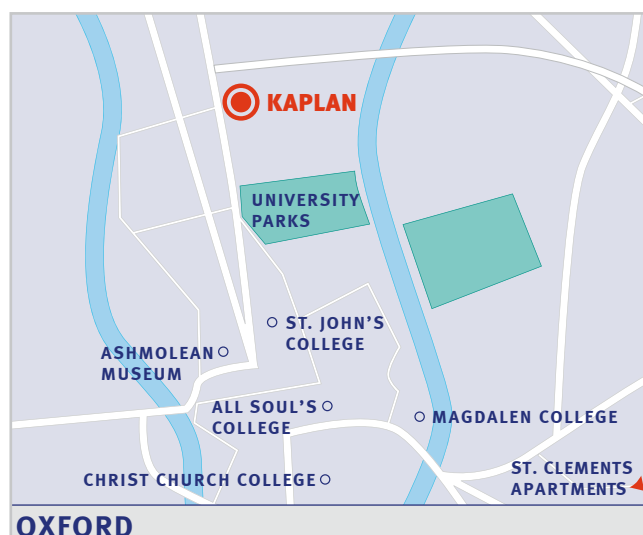 KAPLAN
UNIVERSITY
PARKS
ST. JOHN'S
COLLEGE
ASHMOLEAN
MUSEUM
ALL SOUL'S
COLLEGE
MAGDALEN COLLEGE
CHRIST CHURCH COLLEGE
ST. CLEMENTS
APARTMENTS
OXFORD